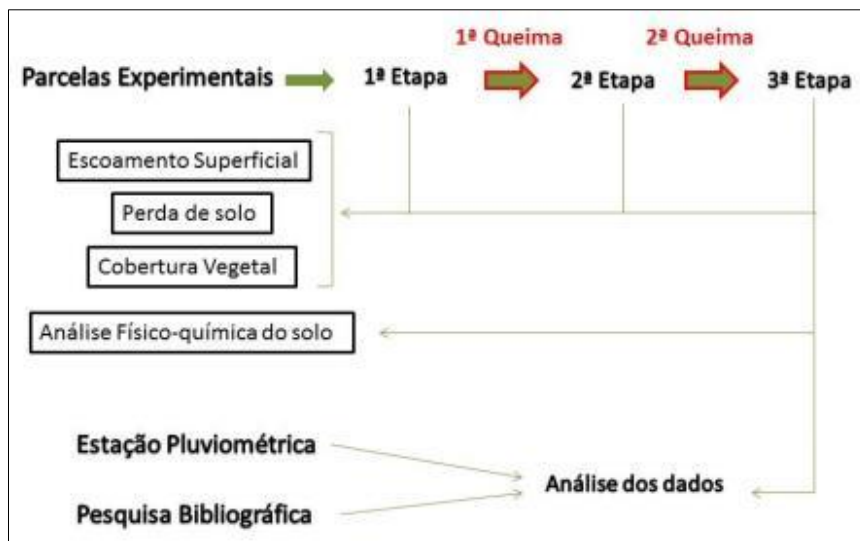 1ª Queima
2ª Queima
Parcelas Experimentais
1ª Etapa
2ª Etapa
3ª Etapa
Escoamento Superficial
Perda de solo
Cobertura Vegetal
Análise Físico-química do solo
Estação Pluviométrica
Análise dos dados
Pesquisa Bibliográfica